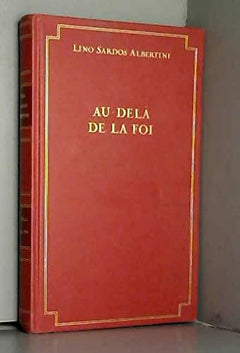 LINO SARDOS ALBERTINI
AU-DELÀ
DE LA FOI